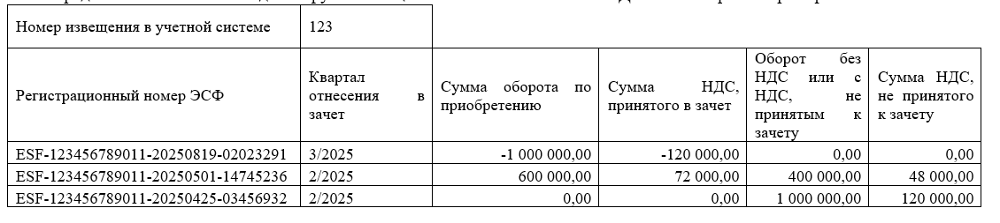 Номер извещения в учетной системе 123
Регистрационный номер ЭСФ
Квартал
отнесения в
зачет
Сумма оборота по
приобретению
Сумма НДС,
принятого в зачет
Оборот без
НДС или с
НДС, не
принятым к
зачету
Сумма НДС,
не принятого
к зачету
ESF-123456789011-20250819-02023291 3/2025 -1 000 000,00 -120 000,00 0,00 0,00
ESF-123456789011-20250501-14745236 2/2025 600 000,00 72 000,00 400 000,00 48 000,00
ESF-123456789011-20250425-03456932 2/2025 0,00 0,00 1 000 000,00 120 000,00